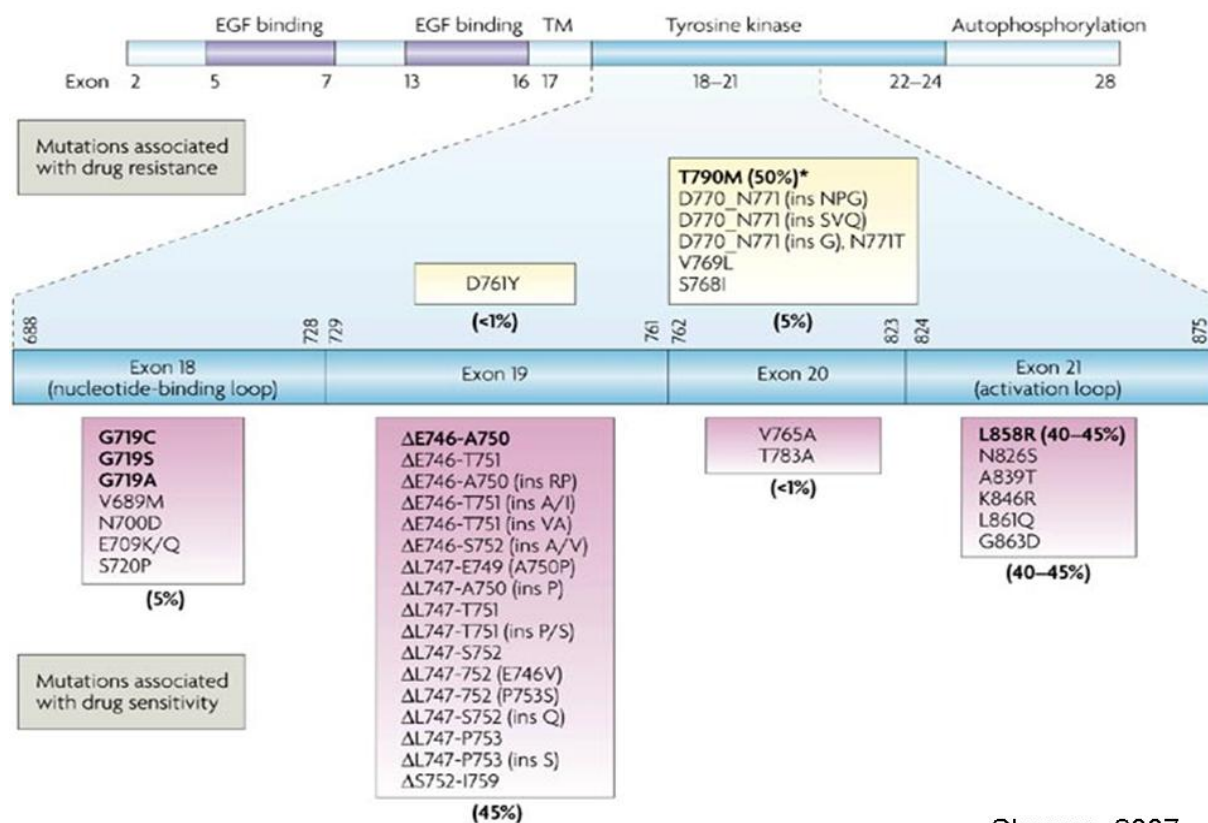 EGF binding EGF binding TM Tyrosine kinase Autophosphorylation
Exon 2 5 7 13 16 17 18–21 22–24 28
Mutations associated
with drug resistance
T790M (50%)*
D770_N771 (ins NPG)
D770_N771 (ins SVQ)
D770_N771 (ins G), N771T
V769L
S768I
(5%)
D761Y
(<1%)
688 728 729 761 762 823 824 875
Exon 18
(nucleotide-binding loop)
Exon 19
Exon 20
Exon 21
(activation loop)
G719C
G719S
G719A
V689M
N700D
E709K/Q
S720P
(5%)
ΔE746-A750
ΔE746-T751
ΔE746-A750 (ins RP)
ΔE746-T751 (ins A/I)
ΔE746-T751 (ins VA)
ΔE746-S752 (ins A/V)
ΔL747-E749 (A750P)
ΔL747-A750 (ins P)
ΔL747-T751
ΔL747-T751 (ins P/S)
ΔL747-S752
ΔL747-752 (E746V)
ΔL747-752 (P753S)
ΔL747-S752 (ins Q)
ΔL747-P753
ΔL747-P753 (ins S)
ΔS752-I759
(45%)
V765A
T783A
(<1%)
L858R (40–45%)
N826S
A839T
K846R
L861Q
G863D
(40–45%)
Mutations associated
with drug sensitivity
2007